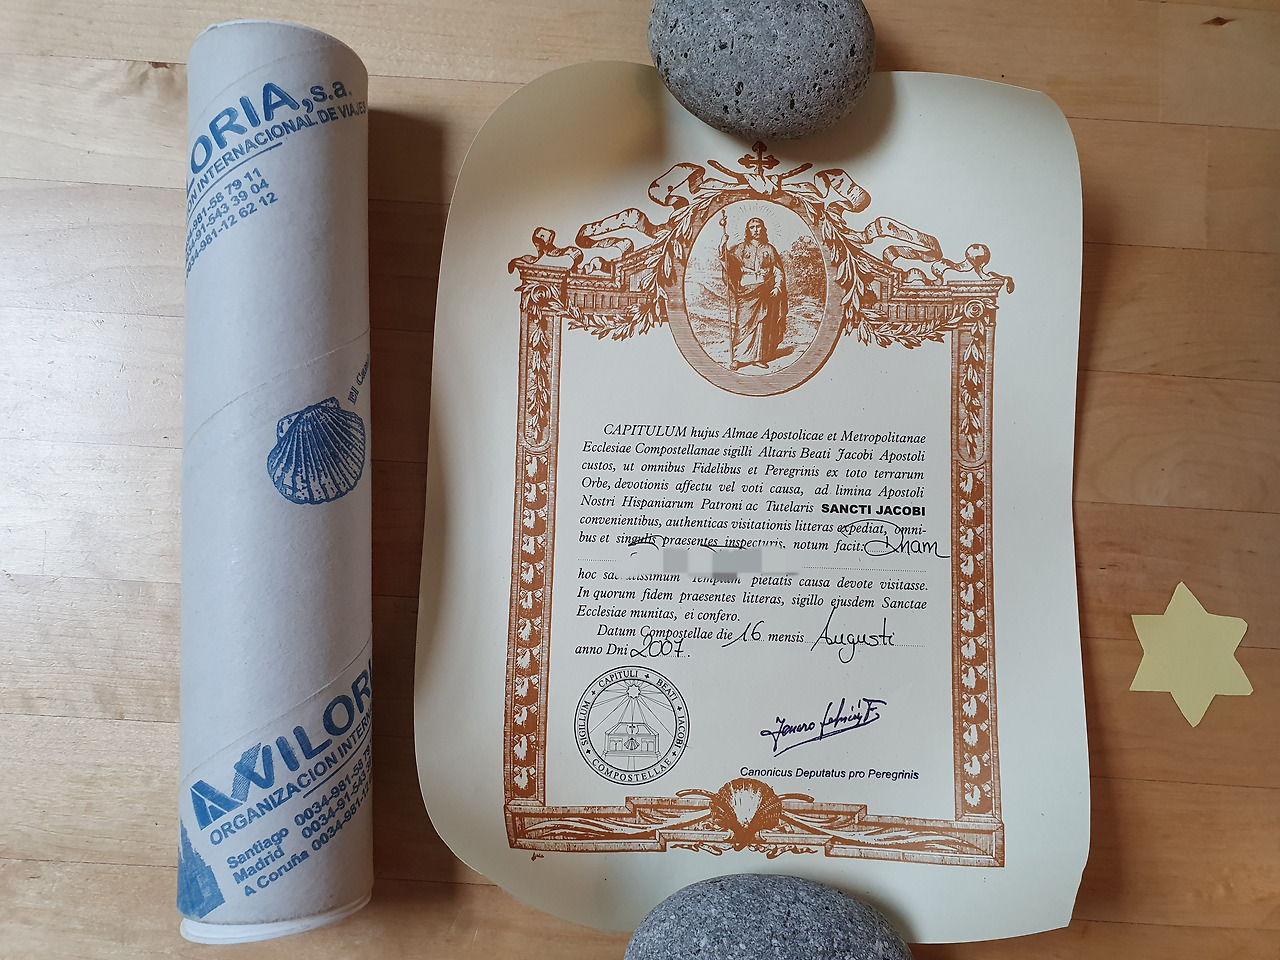 ORIA, s.a.
N INTERNACIONAL DE VIAJES
981-58 79 11
34-91-543 39 04
0034-981-12 62 12
El
AVILOR
ORGANIZACION INTERN
Santiago 0034-981-58 79
Madrid 0034-91-54
A Coruña 0034-981-12
CAPITULUM hujus Almae Apostolicae et Metropolitanae
Ecclesiae Compostellanae sigilli Altaris Beati Jacobi Apostoli
custos, ut omnibus Fidelibus et Peregrinis ex toto terrarum
Orbe, devotionis affectu vel voti causa, ad limina Apostoli
Nostri Hispaniarum Patroni ac Tutelaris SANCTI JACOBI
convenientibus, authenticas visitationis litteras expediat, omni-
bus et singulis praesentes inspecturis, notum facit: Dnam
hoc sacratissimum Templum pietatis causa devote visitasse.
In quorum fidem praesentes litteras, sigillo ejusdem Sanctae
Ecclesiae munitas, ei confero.
Datum Compostellae die 16 mensis Augusti
anno Dni 2007.
SIGILLUM CAPITULI BEATI JACOBI COMPOSTELLAE
Canonicus Deputatus pro Peregrinis